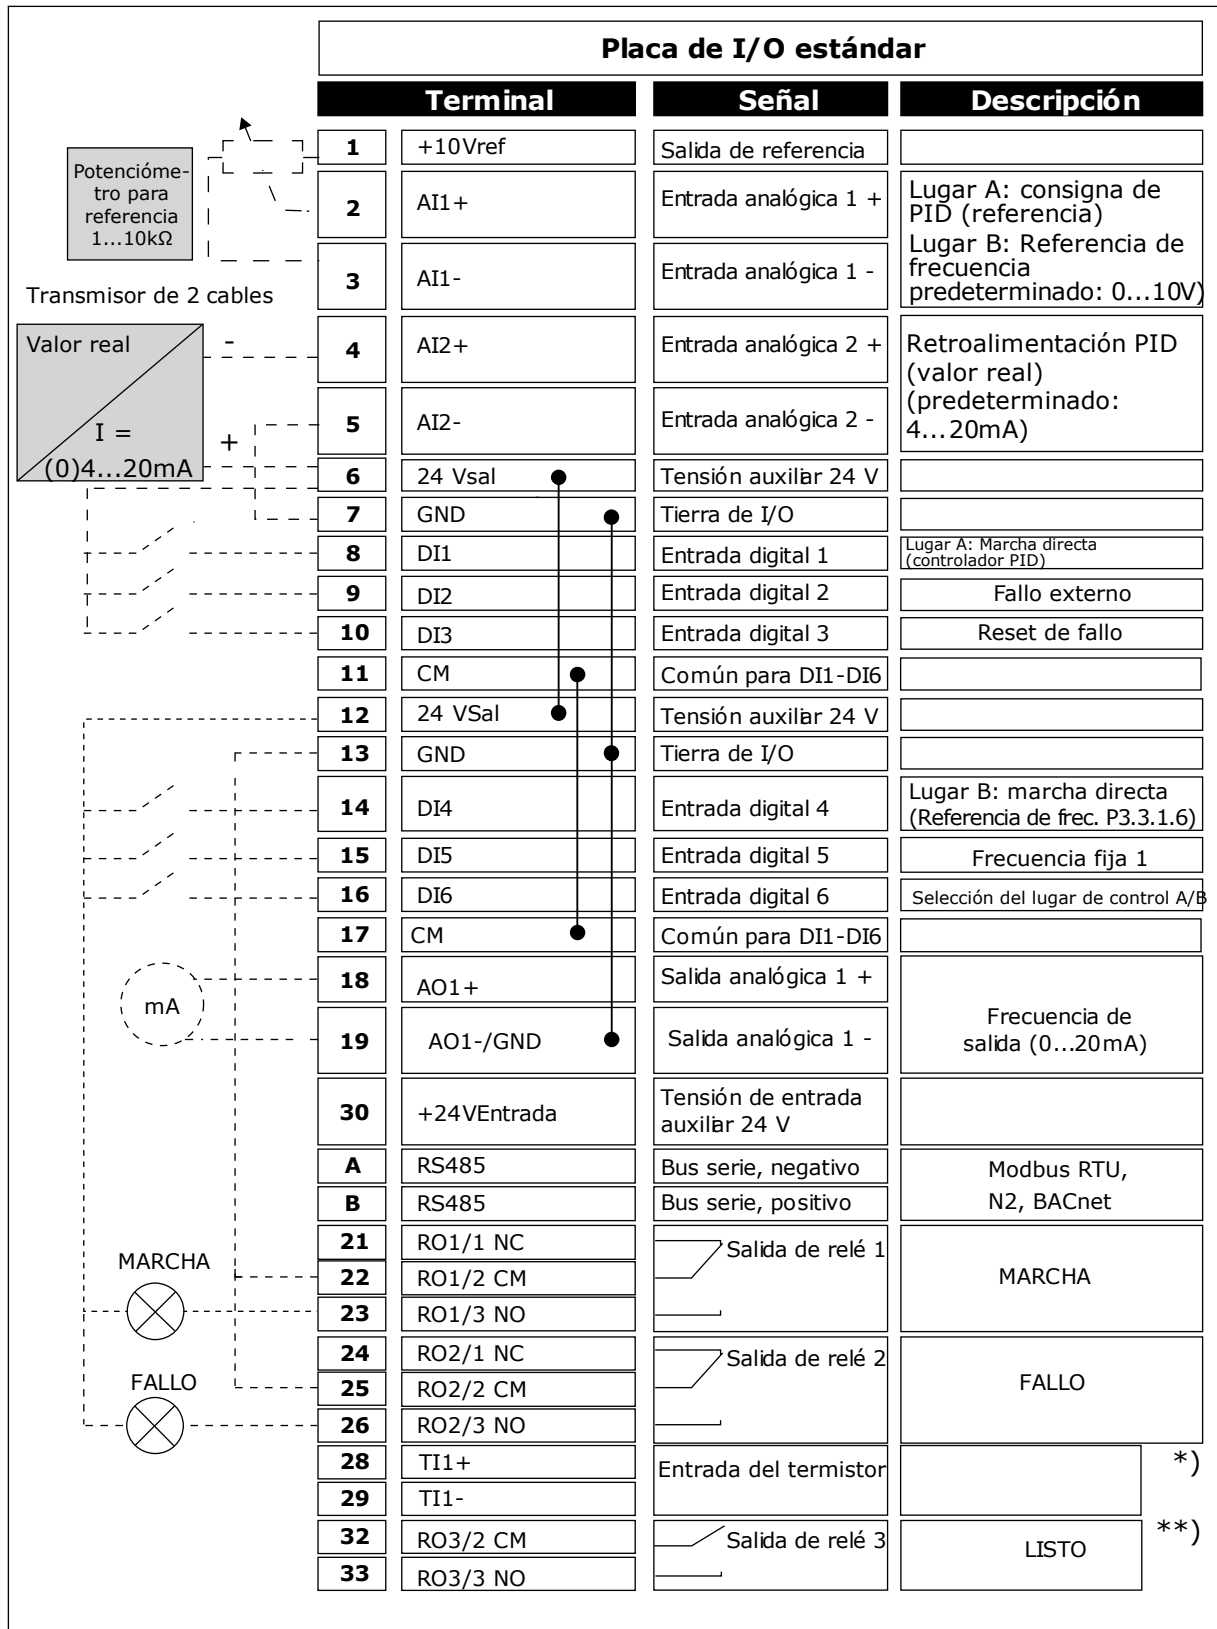 Placa de I/O estándar
Terminal Señal Descripción
1 +10Vref Salida de referencia
Potencióme-
tro para
referencia
1...10kΩ
2 AI1+ Entrada analógica 1 +
Lugar A: consigna de
PID (referencia)
Lugar B: Referencia de
frecuencia
predeterminado: 0...10V)
3 AI1- Entrada analógica 1 -
Transmisor de 2 cables
Valor real
-
I =
(0)4...20mA
+
4 AI2+ Entrada analógica 2 +
Retroalimentación PID
(valor real)
(predeterminado:
4...20mA)
5 AI2- Entrada analógica 2 -
6 24 Vsal Tensión auxiliar 24 V
7 GND Tierra de I/O
8 DI1 Entrada digital 1
Lugar A: Marcha directa
(controlador PID)
9 DI2 Entrada digital 2 Fallo externo
10 DI3 Entrada digital 3 Reset de fallo
11 CM Común para DI1-DI6
12 24 VSal Tensión auxiliar 24 V
13 GND Tierra de I/O
14 DI4 Entrada digital 4
Lugar B: marcha directa
(Referencia de frec. P3.3.1.6)
15 DI5 Entrada digital 5 Frecuencia fija 1
16 DI6 Entrada digital 6 Selección del lugar de control A/B
17 CM Común para DI1-DI6
18 AO1+ Salida analógica 1 +
mA
Frecuencia de
salida (0...20mA)
19 AO1-/GND Salida analógica 1 -
30 +24VEntrada
Tensión de entrada
auxiliar 24 V
A RS485 Bus serie, negativo
Modbus RTU,
N2, BACnet
B RS485 Bus serie, positivo
21 RO1/1 NC Salida de relé 1
MARCHA
22 RO1/2 CM MARCHA
23 RO1/3 NO
24 RO2/1 NC Salida de relé 2
FALLO
25 RO2/2 CM FALLO
26 RO2/3 NO
28 TI1+ Entrada del termistor *)
29 TI1-
32 RO3/2 CM Salida de relé 3 LISTO **)
33 RO3/3 NO